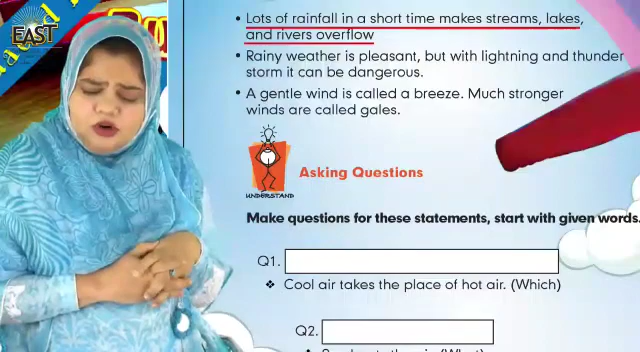 EAST
• Lots of rainfall in a short time makes streams, lakes,
and rivers overflow
• Rainy weather is pleasant, but with lightning and thunder
storm it can be dangerous.
• A gentle wind is called a breeze. Much stronger
winds are called gales.
Asking Questions
UNDERSTAND
Make questions for these statements, start with given words.
Q1.
❖ Cool air takes the place of hot air. (Which)
Q2.